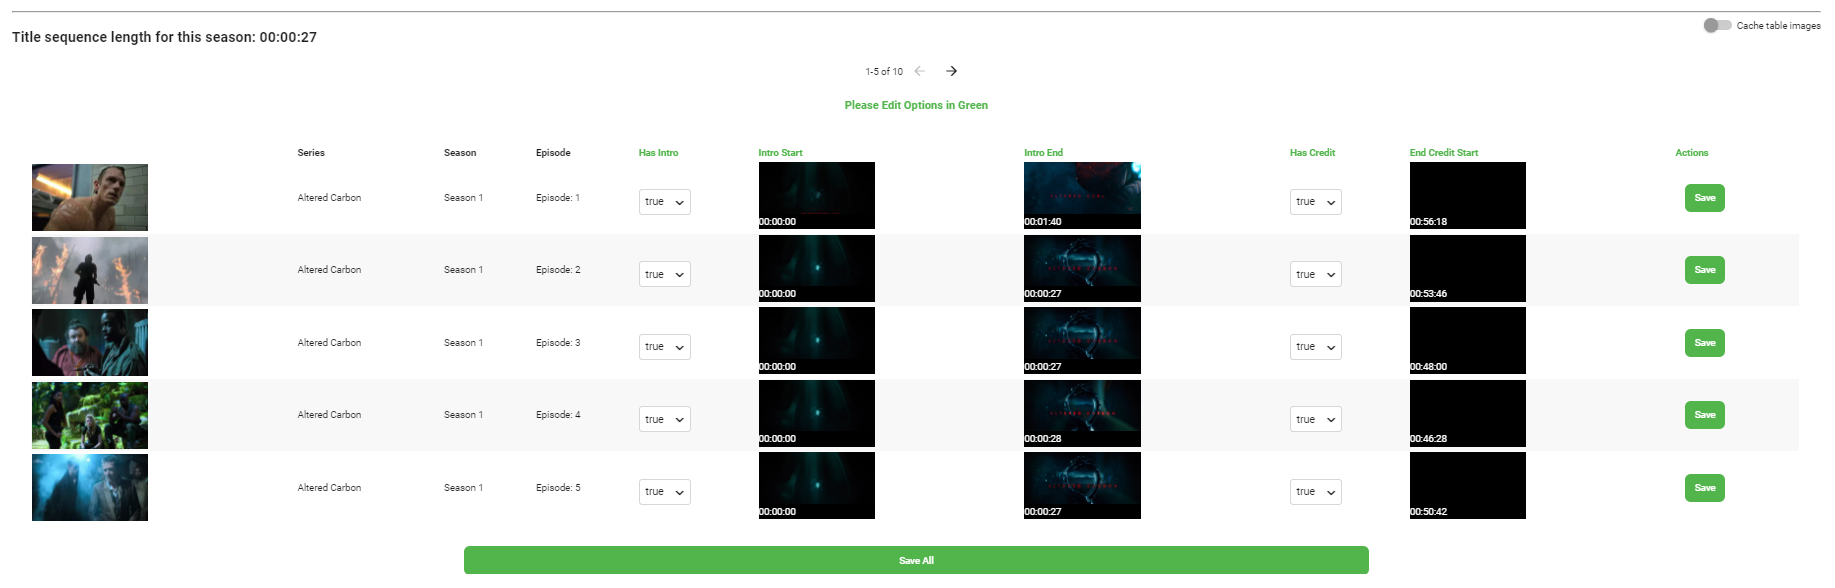 Cache table images
Title sequence length for this season: 00:00:27
1-5 of 10
Please Edit Options in Green
Series Season Episode Has Intro Intro Start Intro End Has Credit End Credit Start Actions
Altered Carbon Season 1 Episode: 1 true 00:00:00 00:01:40 true 00:56:18 Save
Altered Carbon Season 1 Episode: 2 true 00:00:00 00:00:27 true 00:53:46 Save
Altered Carbon Season 1 Episode: 3 true 00:00:00 00:00:27 true 00:48:00 Save
Altered Carbon Season 1 Episode: 4 true 00:00:00 00:00:28 true 00:46:28 Save
Altered Carbon Season 1 Episode: 5 true 00:00:00 00:00:27 true 00:50:42 Save
Save All